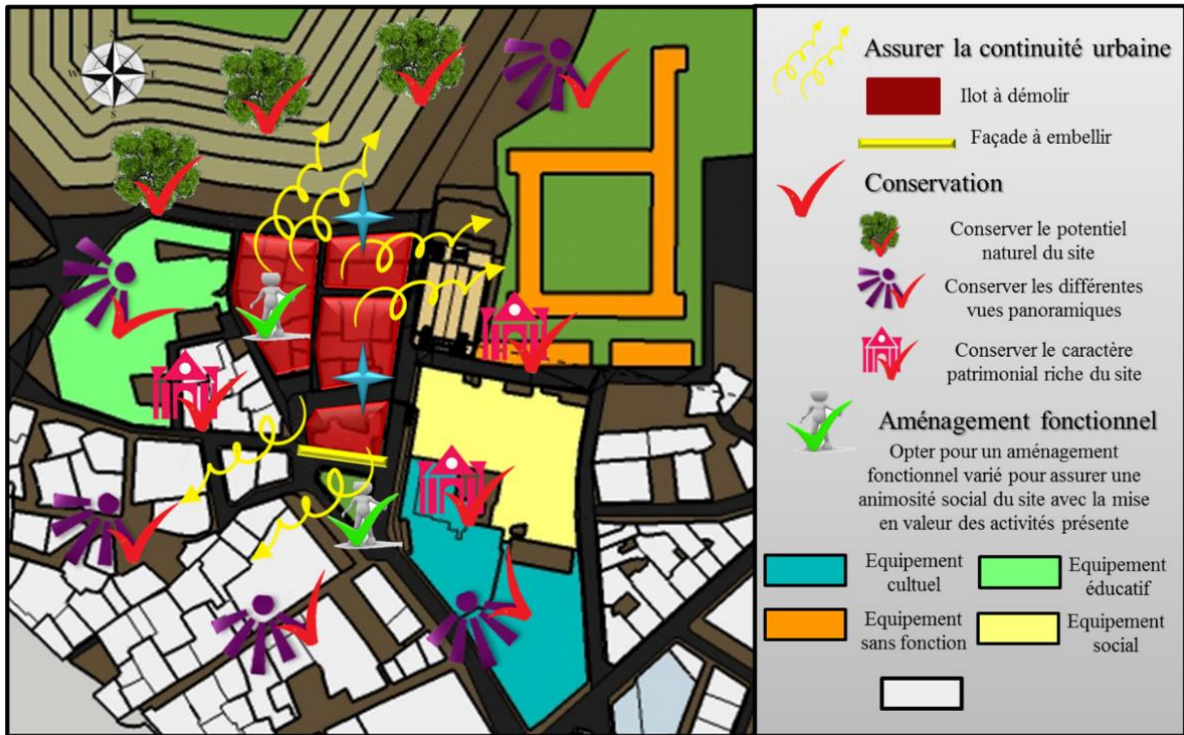 N
W
E
S
Assurer la continuité urbaine
Ilot à démolir
Façade à embellir
Conservation
Conserver le potentiel
naturel du site
Conserver les différentes
vues panoramiques
Conserver le caractère
patrimonial riche du site
Aménagement fonctionnel
Opter pour un aménagement
fonctionnel varié pour assurer une
animosité social du site avec la mise
en valeur des activités présente
Equipement
cultuel
Equipement
éducatif
Equipement
sans fonction
Equipement
social